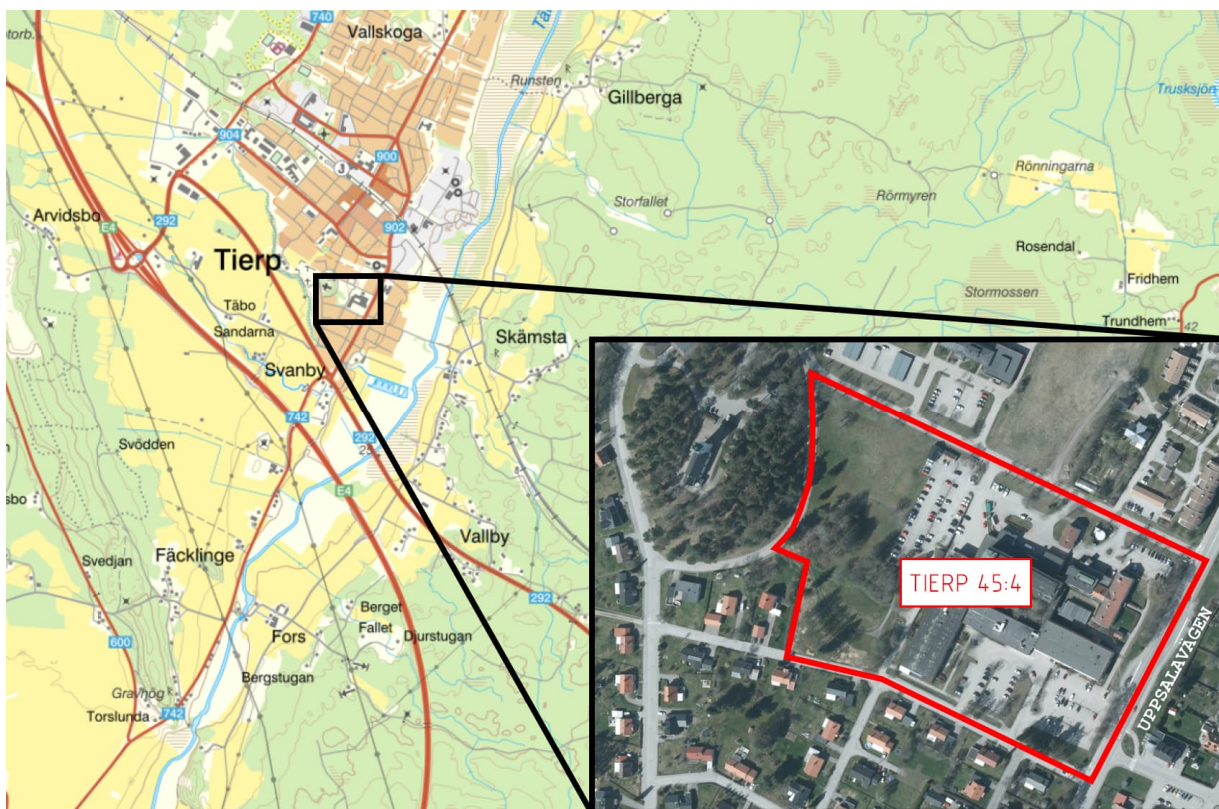 740
Vallskoga
Runsten
Gillberga
Trusksjön
904
900
Rönningarna
Storfallet
Rörmyren
Arvidsbo
E4
292
902
Rosendal
Tierp
Fridhem
Täbo
Stormossen
Trundhem
42
Sandarna
Skämsta
Svanby
742
Svödden
292
25
E4
Vallby
Svedjan
Fäcklinge
TIERP 45:4
292
Berget
Fallet
Djurstugan
600
Fors
UPPSALAVÄGEN
Gravhög
Bergstugan
Torslunda
742